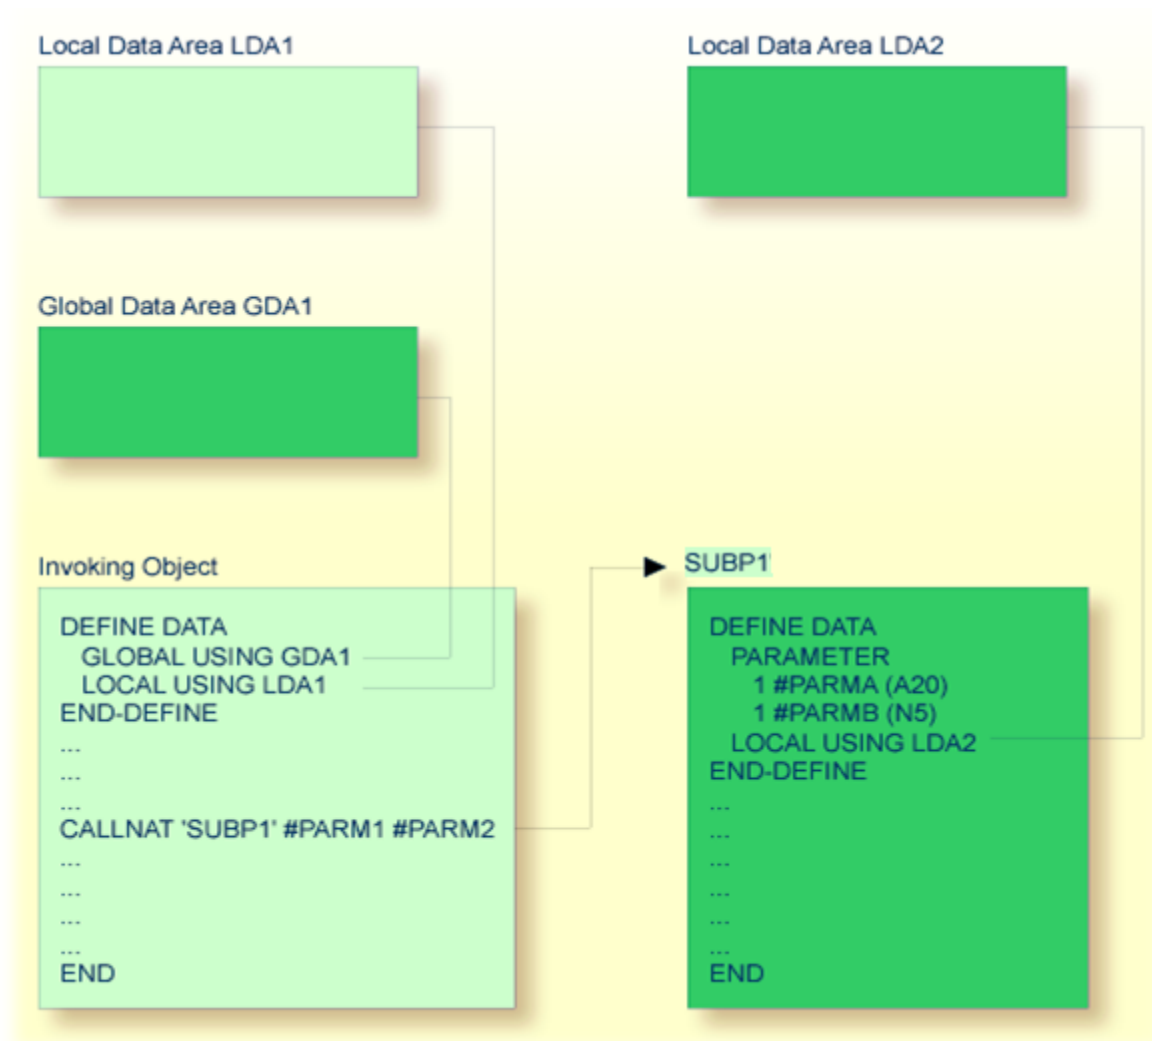 Local Data Area LDA1
Local Data Area LDA2
Global Data Area GDA1
Invoking Object
DEFINE DATA
GLOBAL USING GDA1
LOCAL USING LDA1
END-DEFINE
...
...
...
CALLNAT 'SUBP1' #PARM1 #PARM2
...
...
...
...
END
SUBP1'
DEFINE DATA
PARAMETER
1 #PARMA (A20)
1 #PARMB (N5)
LOCAL USING LDA2
END-DEFINE
...
...
...
...
...
...
END